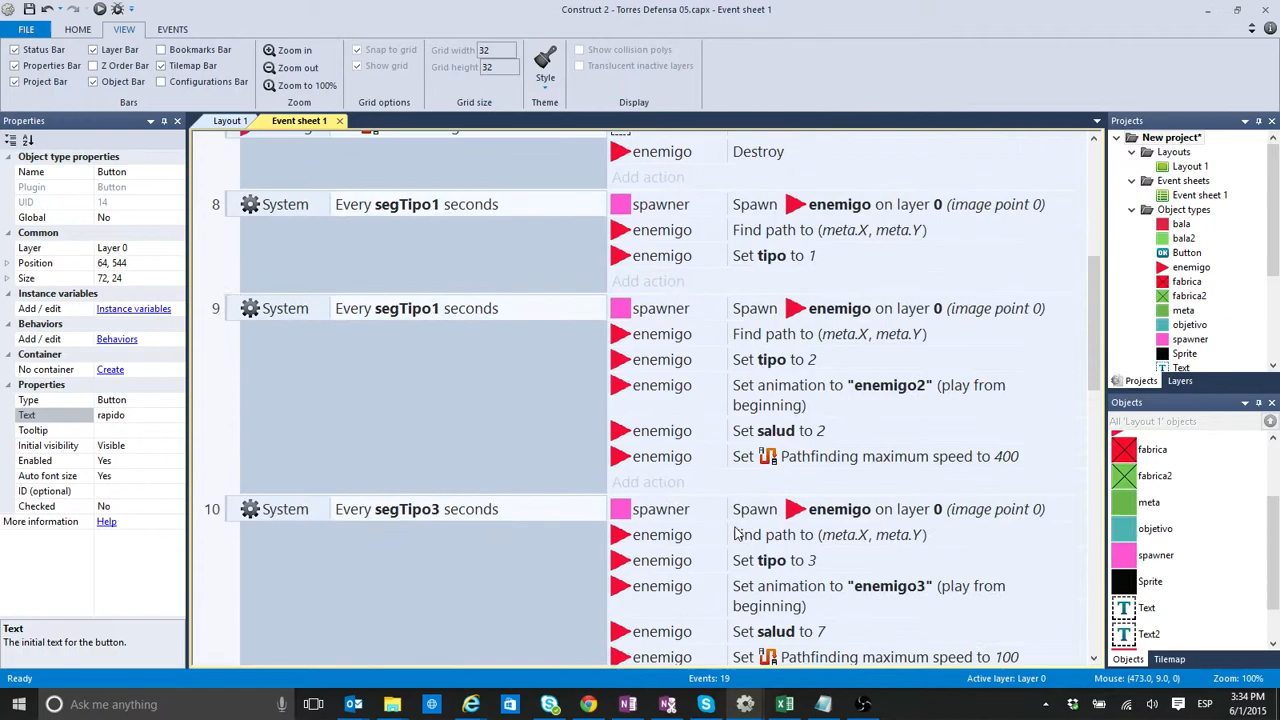 Construct 2 - Torres Defensa 05.capx - Event sheet 1
FILE HOME VIEW EVENTS
Status Bar Layer Bar Bookmarks Bar
Properties Bar Z Order Bar Tilemap Bar
Project Bar Object Bar Configurations Bar
Bars
Zoom in
Zoom out
Zoom to 100%
Zoom
Snap to grid
Show grid
Grid options
Grid width 32
Grid height 32
Grid size
Style
Theme
Show collision polys
Translucent inactive layers
Display
Properties
Object type properties
Name Button
Plugin Button
UID 14
Global No
Common
Layer Layer 0
Position 64, 544
Size 72, 24
Instance variables
Add / edit Instance variables
Behaviors
Add / edit Behaviors
Container
No container Create
Properties
Type Button
Text rapido
Tooltip
Initial visibility Visible
Enabled Yes
Auto font size Yes
ID (optional)
Checked No
More information Help
Text
The initial text for the button.
Layout 1 Event sheet 1
enemigo Destroy
Add action
8 System Every segTipo1 seconds spawner Spawn enemigo on layer 0 (image point 0)
enemigo Find path to (meta.X, meta.Y)
enemigo Set tipo to 1
Add action
9 System Every segTipo1 seconds spawner Spawn enemigo on layer 0 (image point 0)
enemigo Find path to (meta.X, meta.Y)
enemigo Set tipo to 2
enemigo Set animation to "enemigo2" (play from
beginning)
enemigo Set salud to 2
enemigo Set Pathfinding maximum speed to 400
Add action
10 System Every segTipo3 seconds spawner Spawn enemigo on layer 0 (image point 0)
enemigo Find path to (meta.X, meta.Y)
enemigo Set tipo to 3
enemigo Set animation to "enemigo3" (play from
beginning)
enemigo Set salud to 7
enemigo Set Pathfinding maximum speed to 100
Projects
New project*
Layouts
Layout 1
Event sheets
Event sheet 1
Object types
bala
bala2
OK Button
enemigo
fabrica
fabrica2
meta
objetivo
spawner
Sprite
T Text
Projects Layers
Objects
All 'Layout 1' objects
fabrica
fabrica2
meta
objetivo
spawner
Sprite
T Text
T Text2
Objects Tilemap
Ready Events: 19 Active layer: Layer 0 Mouse: (473.0, 9.0, 0) Zoom: 100%
Ask me anything
ESP
3:34 PM
6/1/2015